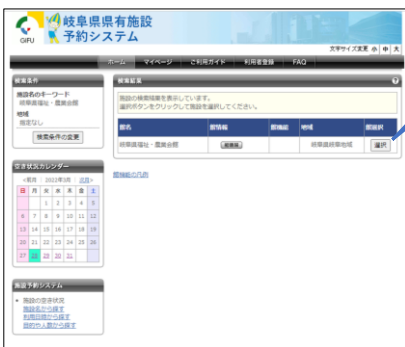 岐阜県県有施設
予約システム
GIFU
文字サイズ変更 小 中 大
ホーム マイページ ご利用ガイド 利用者登録 FAQ
検索条件
施設名のキーワード
岐阜県福祉・農業会館
地域
指定なし
検索条件の変更
検索結果
施設の検索結果を表示しています。
選択ボタンをクリックして施設を選択してください。
館名 館情報 館機能 地域 館選択
岐阜県福祉・農業会館 岐阜県岐阜地域 選択
館機能の凡例
空き状況カレンダー
<前月 2022年3月 次月>
日 月 火 水 木 金 土
1 2 3 4 5
6 7 8 9 10 11 12
13 14 15 16 17 18 19
20 21 22 23 24 25 26
27 28 29 30 31
施設予約システム
施設の空き状況
施設名から探す
利用日時から探す
目的や人数から探す